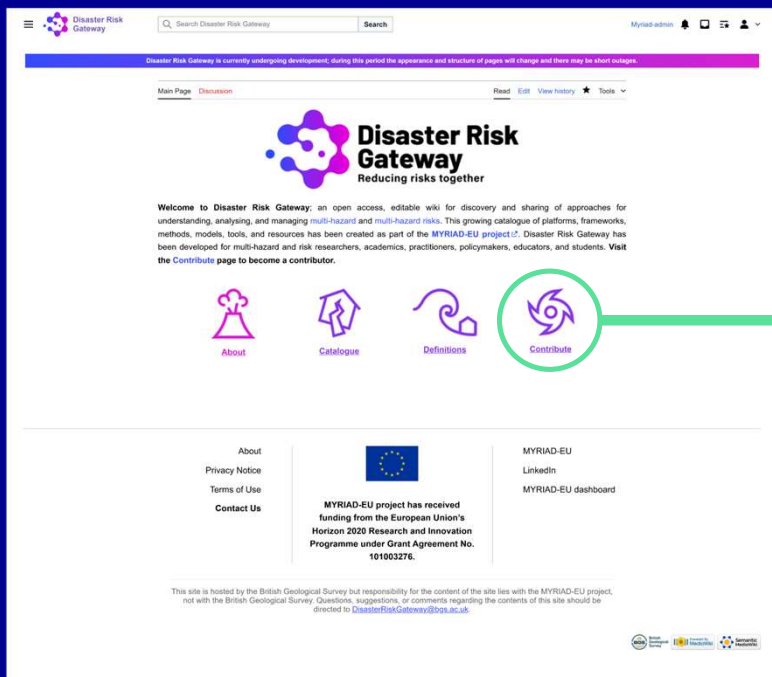 Disaster Risk
Gateway
Search Disaster Risk Gateway
Search
Myriad-admin
Disaster Risk Gateway is currently undergoing development; during this period the appearance and structure of pages will change and there may be short outages.
Main Page Discussion
Read Edit View history Tools
Disaster Risk
Gateway
Reducing risks together
Welcome to Disaster Risk Gateway; an open access, editable wiki for discovery and sharing of approaches for
understanding, analysing, and managing multi-hazard and multi-hazard risks. This growing catalogue of platforms, frameworks,
methods, models, tools, and resources has been created as part of the MYRIAD-EU project. Disaster Risk Gateway has
been developed for multi-hazard and risk researchers, academics, practitioners, policymakers, educators, and students. Visit
the Contribute page to become a contributor.
About
Catalogue
Definitions
Contribute
About
Privacy Notice
Terms of Use
Contact Us
MYRIAD-EU project has received
funding from the European Union's
Horizon 2020 Research and Innovation
Programme under Grant Agreement No.
101003276.
MYRIAD-EU
LinkedIn
MYRIAD-EU dashboard
This site is hosted by the British Geological Survey but responsibility for the content of the site lies with the MYRIAD-EU project,
not with the British Geological Survey. Questions, suggestions, or comments regarding the contents of this site should be
directed to DisasterRiskGateway@bgs.ac.uk.
BGS
British
Geological
Survey
Powered by
MediaWiki
Semantic
MediaWiki